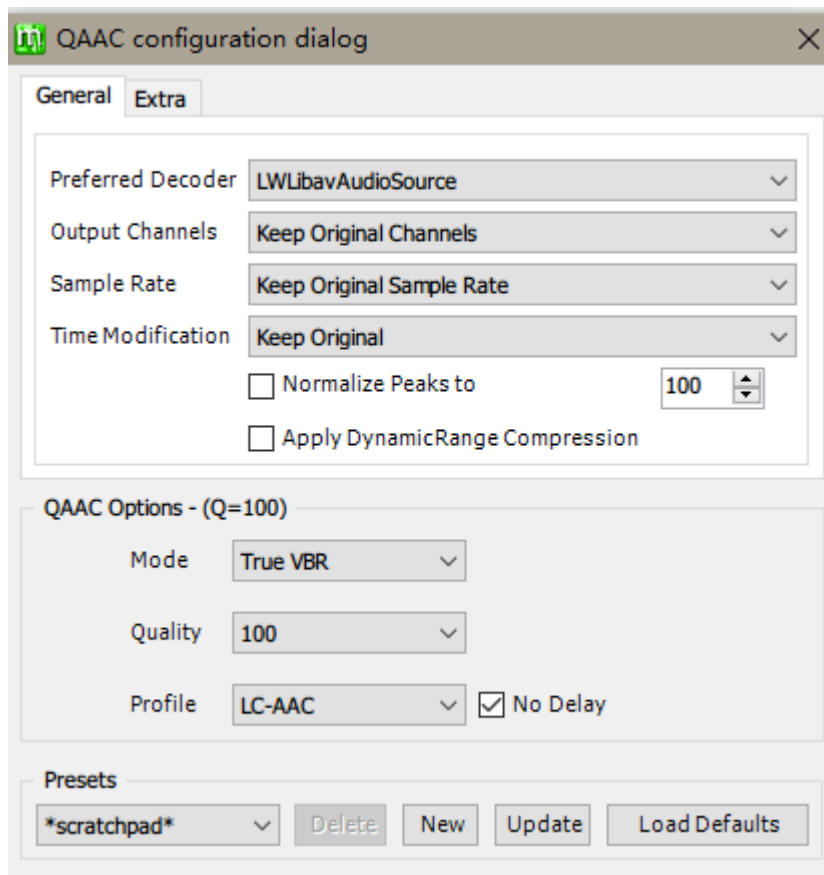 QAAC configuration dialog
General Extra
Preferred Decoder LWLibavAudioSource
Output Channels Keep Original Channels
Sample Rate Keep Original Sample Rate
Time Modification Keep Original
Normalize Peaks to 100
Apply DynamicRange Compression
QAAC Options - (Q=100)
Mode True VBR
Quality 100
Profile LC-AAC No Delay
Presets
*scratchpad* Delete New Update Load Defaults